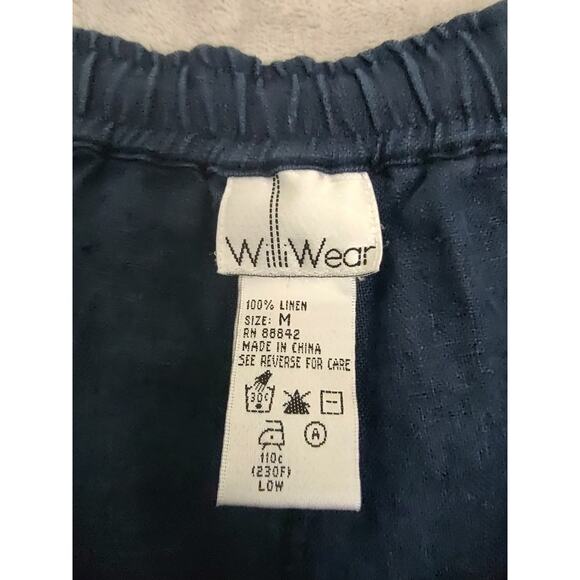 WilliWear
100% LINEN
SIZE: M
RN 88842
MADE IN CHINA
SEE REVERSE FOR CARE
30C
A
110c
(230F)
LOW